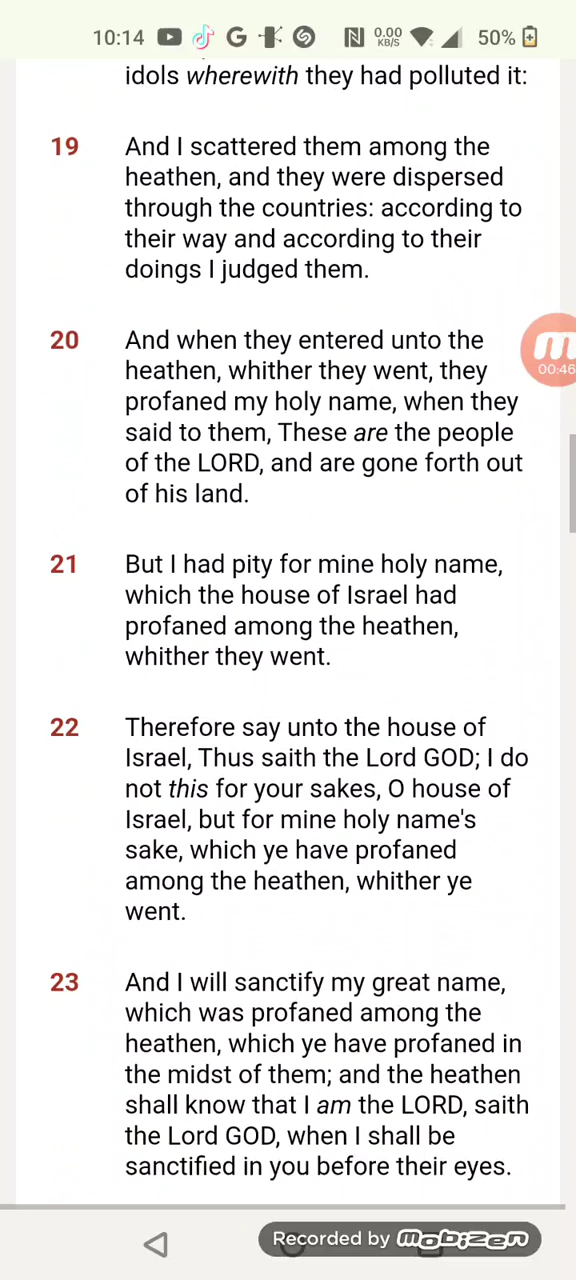 10:14 0.00 KB/S 50%
idols wherewith they had polluted it:
19 And I scattered them among the
heathen, and they were dispersed
through the countries: according to
their way and according to their
doings I judged them.
20 And when they entered unto the
heathen, whither they went, they
profaned my holy name, when they
said to them, These are the people
of the LORD, and are gone forth out
of his land.
00:46
21 But I had pity for mine holy name,
which the house of Israel had
profaned among the heathen,
whither they went.
22 Therefore say unto the house of
Israel, Thus saith the Lord GOD; I do
not this for your sakes, O house of
Israel, but for mine holy name's
sake, which ye have profaned
among the heathen, whither ye
went.
23 And I will sanctify my great name,
which was profaned among the
heathen, which ye have profaned in
the midst of them; and the heathen
shall know that I am the LORD, saith
the Lord GOD, when I shall be
sanctified in you before their eyes.
Recorded by mobizen